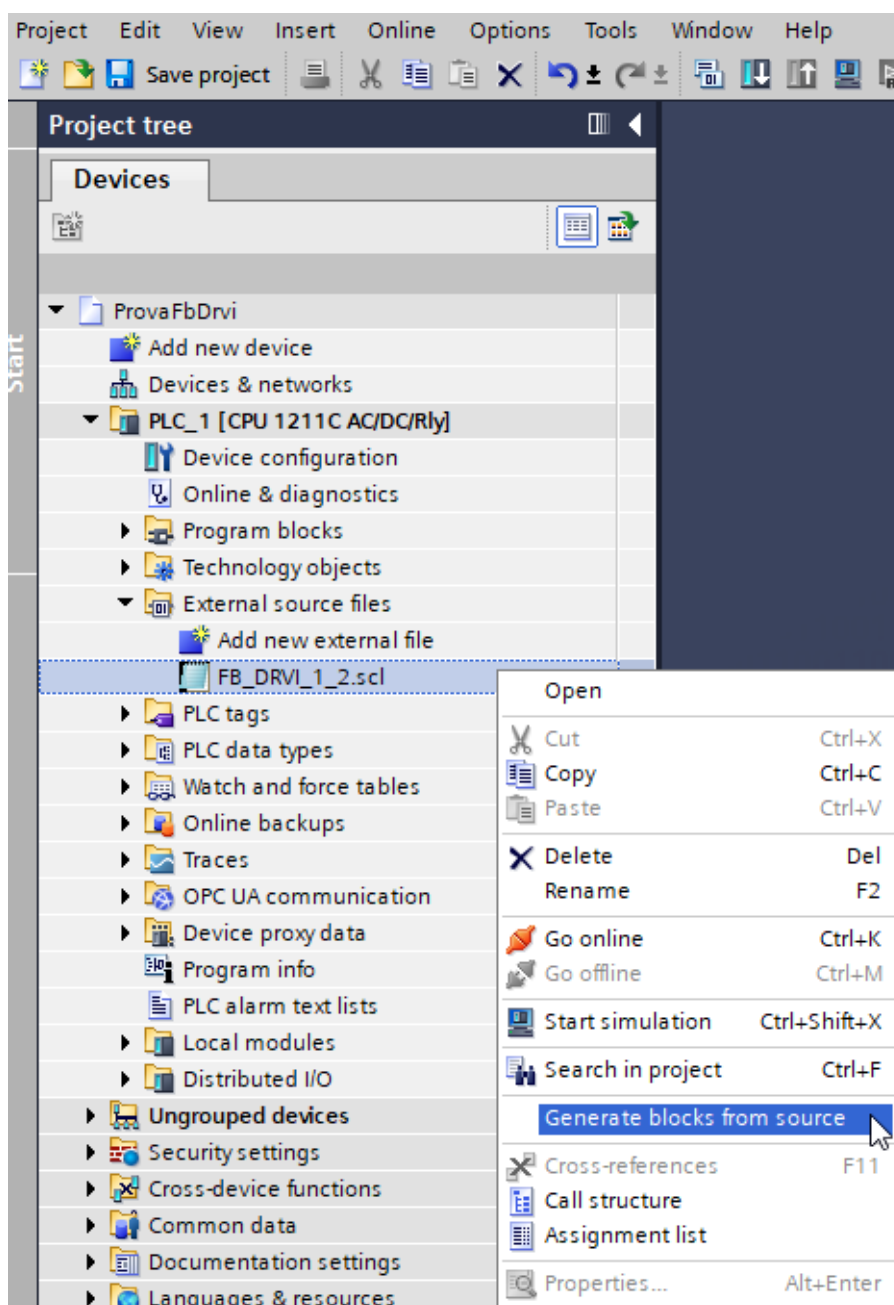 Project Edit View Insert Online Options Tools Window Help
Save project
Project tree
Devices
Start
ProvaFbDrvi
Add new device
Devices & networks
PLC_1 [CPU 1211C AC/DC/Rly]
Device configuration
Online & diagnostics
Program blocks
Technology objects
External source files
Add new external file
FB_DRVI_1_2.scl
PLC tags
PLC data types
Watch and force tables
Online backups
Traces
OPC UA communication
Device proxy data
Program info
PLC alarm text lists
Local modules
Distributed I/O
Ungrouped devices
Security settings
Cross-device functions
Common data
Documentation settings
Languages & resources
Open
Cut Ctrl+X
Copy Ctrl+C
Paste Ctrl+V
Delete Del
Rename F2
Go online Ctrl+K
Go offline Ctrl+M
Start simulation Ctrl+Shift+X
Search in project Ctrl+F
Generate blocks from source
Cross-references F11
Call structure
Assignment list
Properties... Alt+Enter